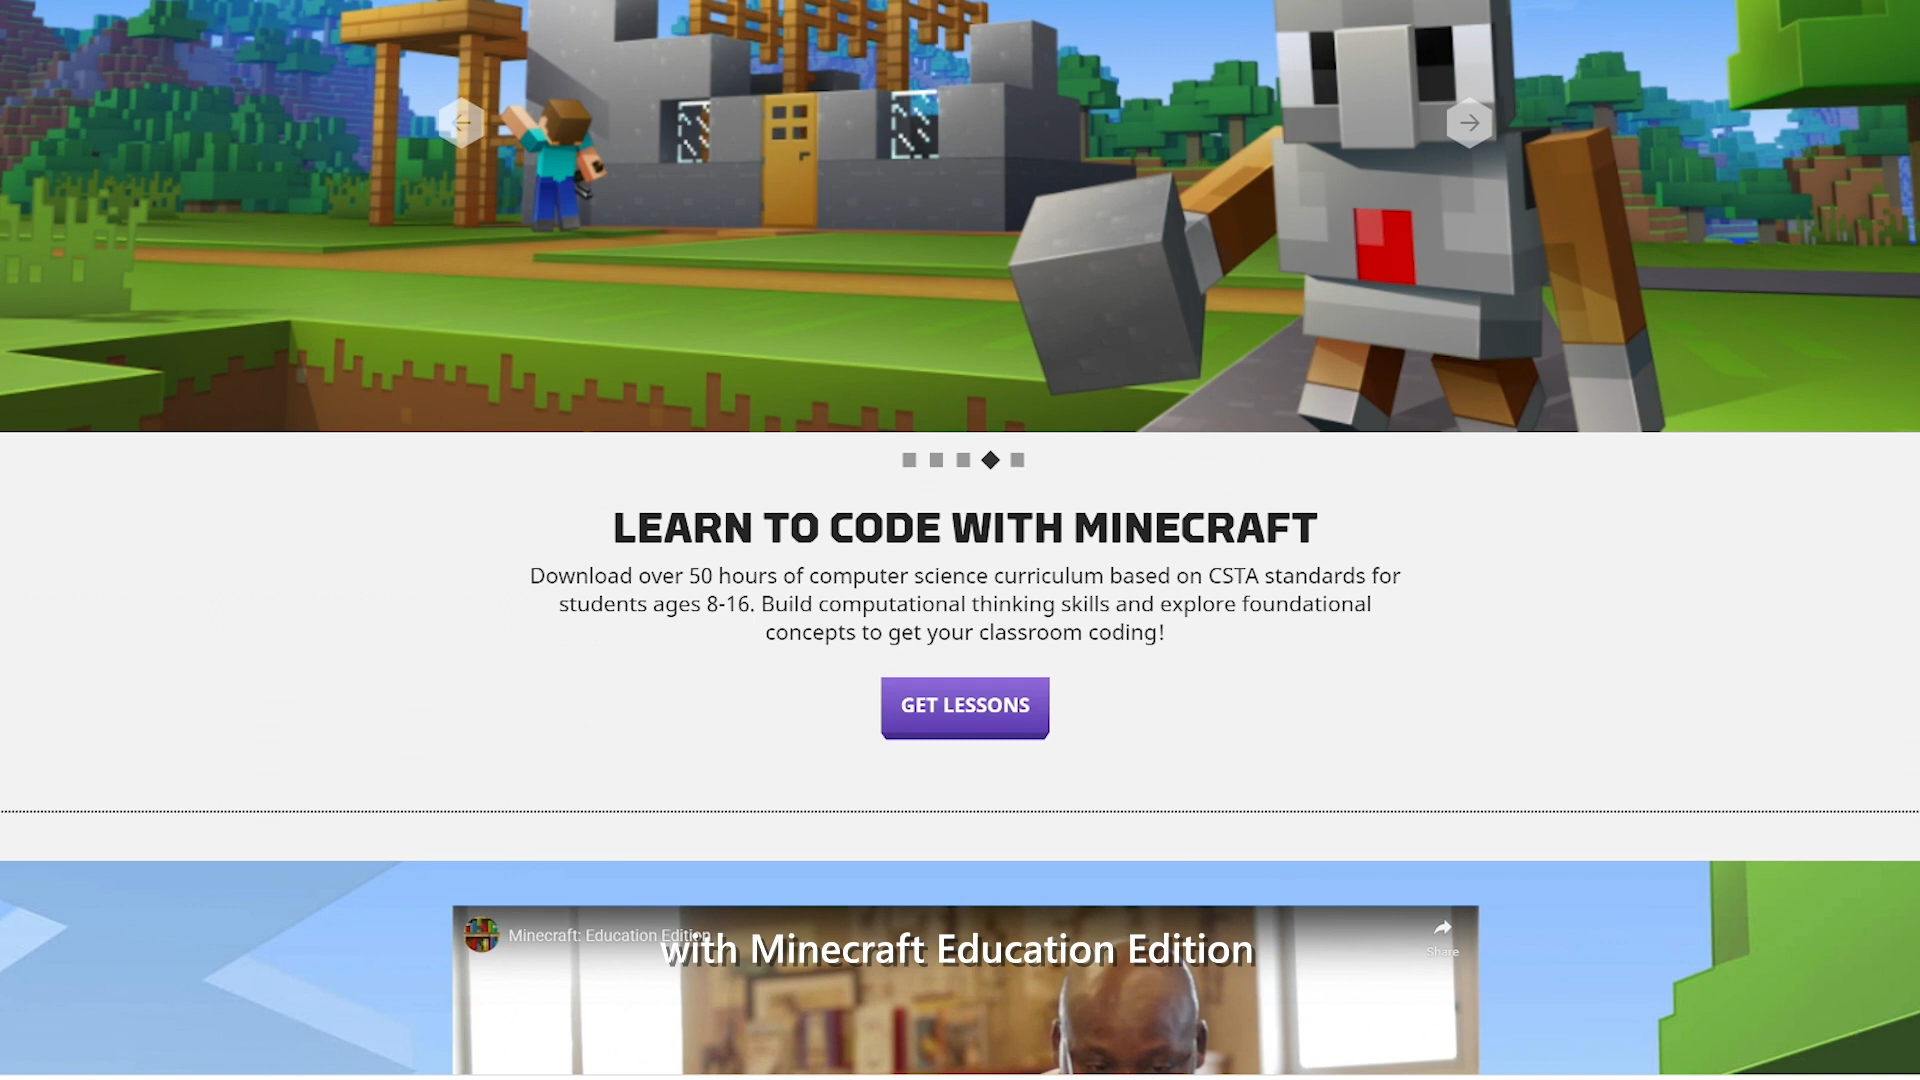 LEARN TO CODE WITH MINECRAFT
Download over 50 hours of computer science curriculum based on CSTA standards for
students ages 8-16. Build computational thinking skills and explore foundational
concepts to get your classroom coding!
GET LESSONS
Minecraft: Education Edition
Share
with Minecraft Education Edition